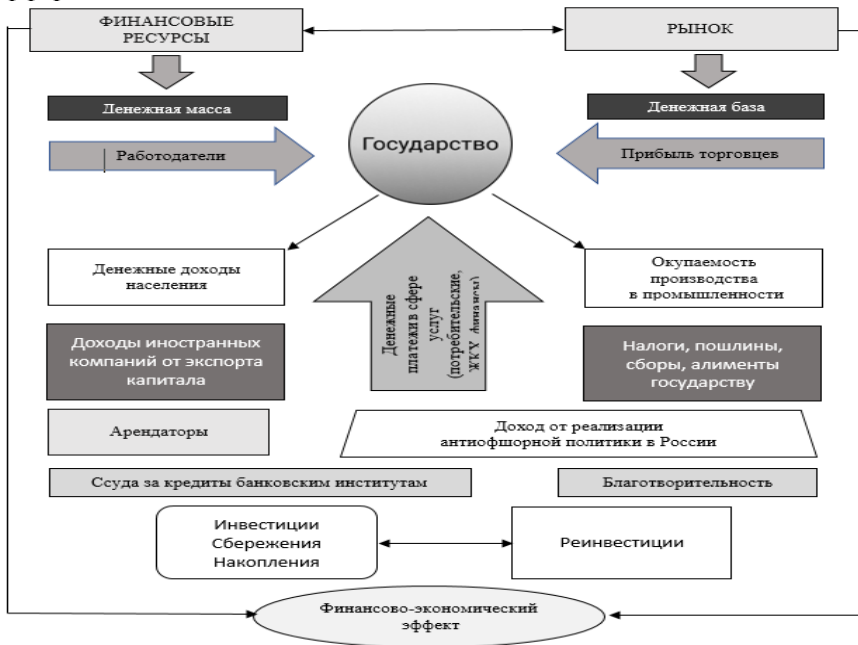 ФИНАНСОВЫЕ
РЕСУРСЫ
РЫНОК
Денежная масса
Денежная база
Государство
Работодатели
Прибыль торговцев
Денежные доходы
населения
Денежные
платежи в сфере
услуг
(потребительские,
ЖКХ, финансы)
Окупаемость
производства
в промышленности
Доходы иностранных
компаний от экспорта
капитала
Налоги, пошлины,
сборы, алименты
государству
Арендаторы
Доход от реализации
антиофшорной политики в России
Ссуда за кредиты банковским институтам
Благотворительность
Инвестиции
Сбережения
Накопления
Реинвестиции
Финансово-экономический
эффект